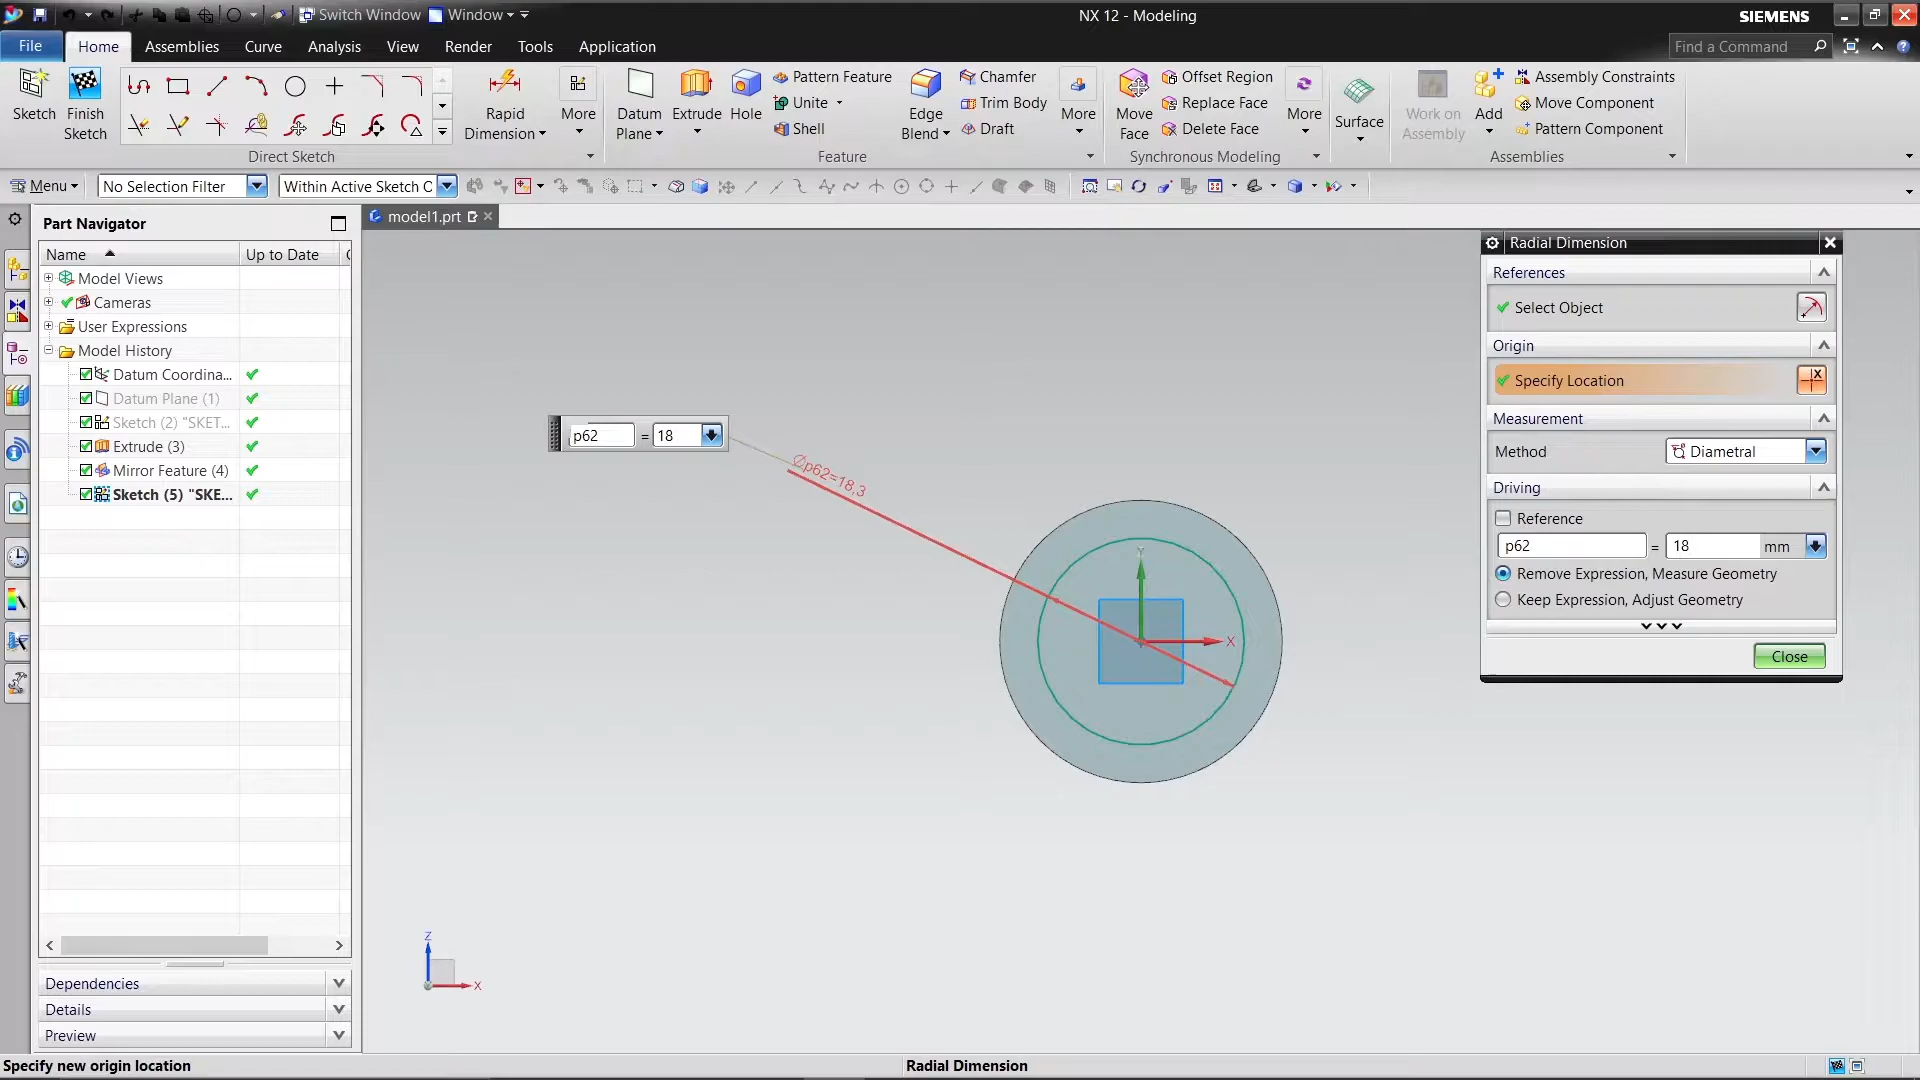 Switch Window
Window
NX 12 - Modeling
SIEMENS
File
Home
Assemblies
Curve
Analysis
View
Render
Tools
Application
Find a Command
Sketch
Finish
Sketch
Rapid
Dimension
More
Direct Sketch
Datum
Plane
Extrude
Hole
Pattern Feature
Unite
Shell
Edge
Blend
Chamfer
Trim Body
Draft
More
Feature
Move
Face
Offset Region
Replace Face
Delete Face
More
Synchronous Modeling
Surface
Work on
Assembly
Add
Assembly Constraints
Move Component
Pattern Component
Assemblies
Menu
No Selection Filter
Within Active Sketch O
Part Navigator
model1.prt
Name
Up to Date
Model Views
Cameras
User Expressions
Model History
Datum Coordina...
Datum Plane (1)
Sketch (2) "SKET...
Extrude (3)
Mirror Feature (4)
Sketch (5) "SKE...
Dependencies
Details
Preview
p62 = 18
∅p62=18,3
Y
X
Z
X
Radial Dimension
References
Select Object
Origin
Specify Location
Measurement
Method
Diametral
Driving
Reference
p62 = 18 mm
Remove Expression, Measure Geometry
Keep Expression, Adjust Geometry
Close
Specify new origin location
Radial Dimension